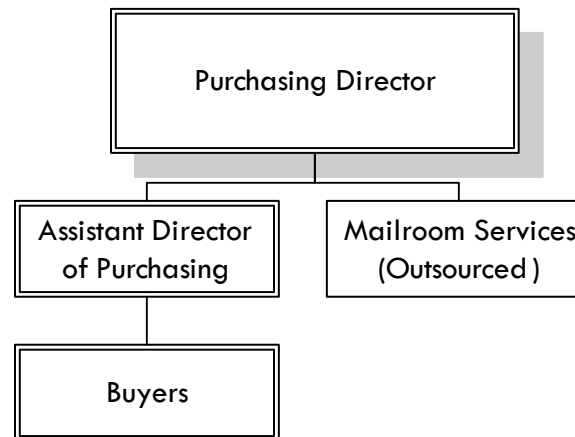 Purchasing Director
Assistant Director
of Purchasing
Mailroom Services
(Outsourced )
Buyers